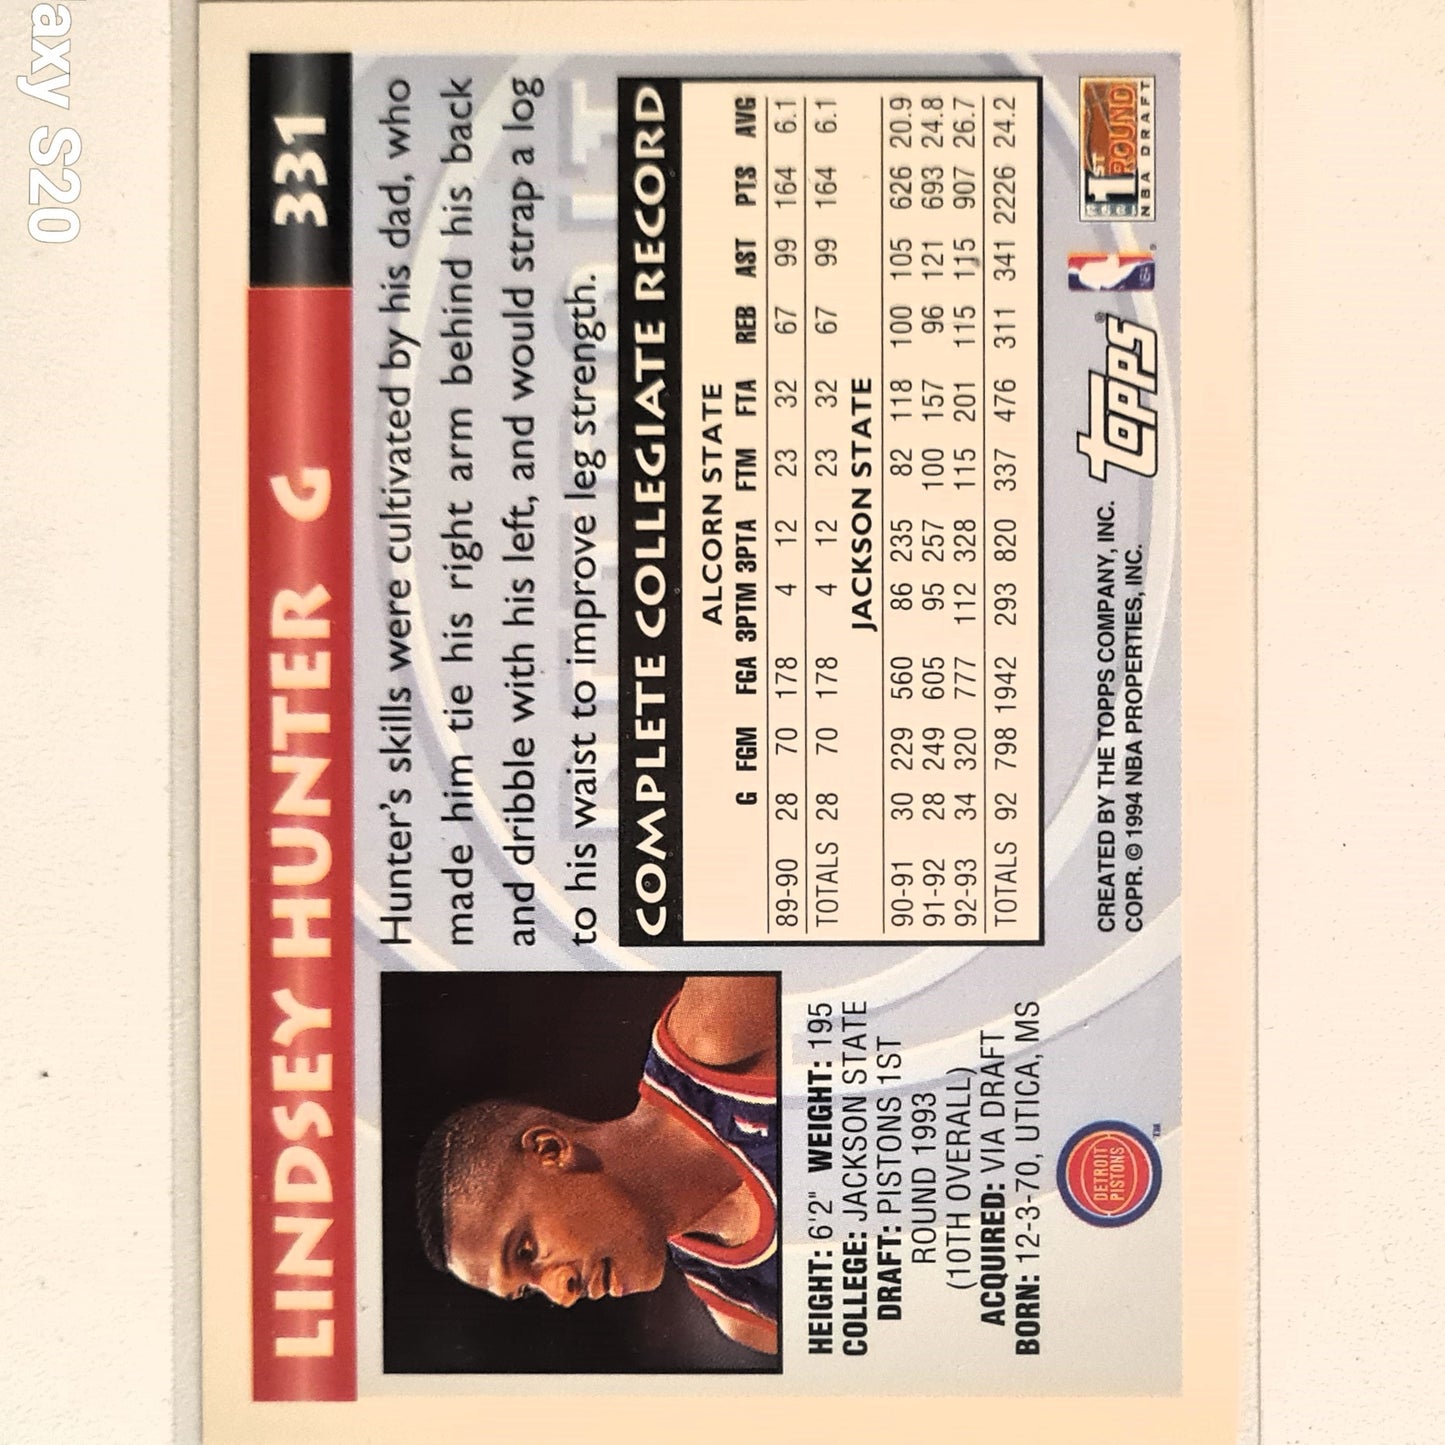 axy S20
LINDSEY HUNTER G 331
Hunter's skills were cultivated by his dad, who
made him tie his right arm behind his back
and dribble with his left, and would strap a log
to his waist to improve leg strength.
COMPLETE COLLEGIATE RECORD
ALCORN STATE
G FGM FGA 3PTM 3PTA FTM FTA REB AST PTS AVG
89-90 28 70 178 4 12 23 32 67 99 164 6.1
TOTALS 28 70 178 4 12 23 32 67 99 164 6.1
JACKSON STATE
90-91 30 229 560 86 235 82 118 100 105 626 20.9
91-92 28 249 605 95 257 100 157 96 121 693 24.8
92-93 34 320 777 112 328 115 201 115 115 907 26.7
TOTALS 92 798 1942 293 820 337 476 311 341 2226 24.2
HEIGHT: 6'2" WEIGHT: 195
COLLEGE: JACKSON STATE
DRAFT: PISTONS 1ST
ROUND 1993
(10TH OVERALL)
ACQUIRED: VIA DRAFT
BORN: 12-3-70, UTICA, MS
DETROIT
PISTONS
TM
CREATED BY THE TOPPS COMPANY, INC.
COPR. © 1994 NBA PROPERTIES, INC.
TOPPS®
1ST
ROUND
NBA DRAFT